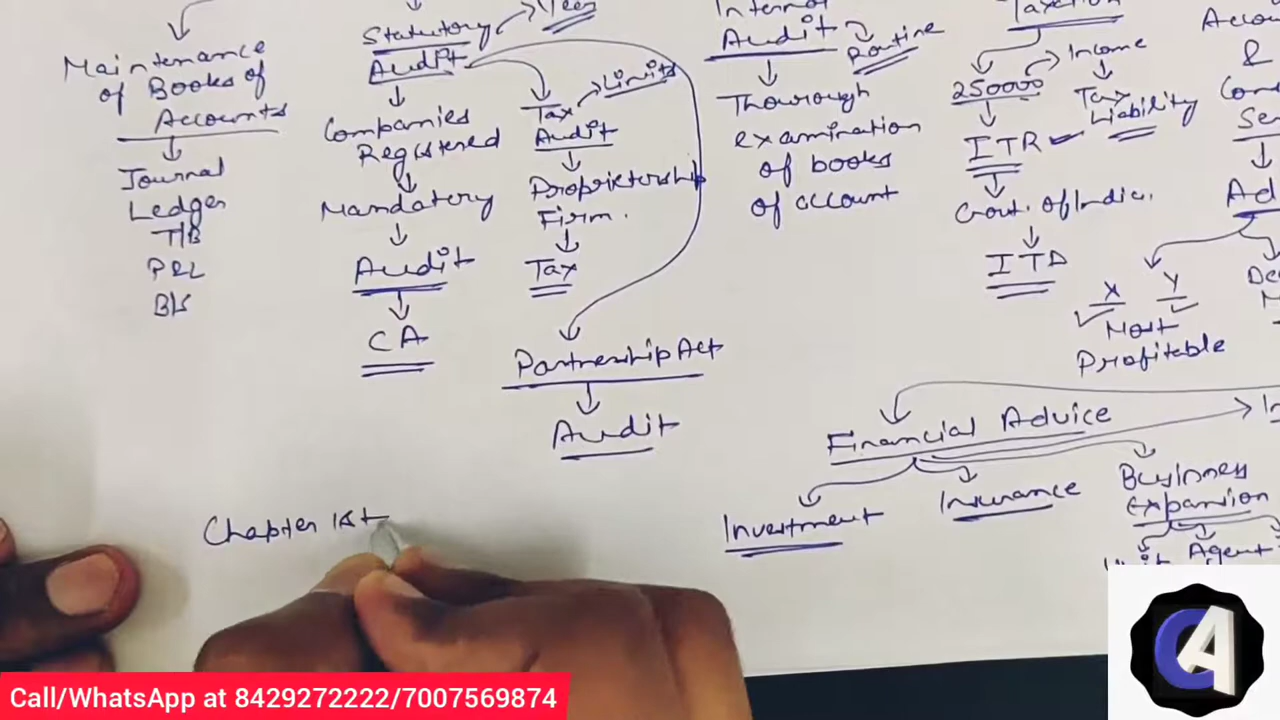 Maintenance
of Books of
Accounts
Journal
Ledger
T/B
P&L
B/S
Statutory
Audit
Fees
Companies
Registered
Mandatory
Audit
CA
Tax
Audit
Limits
Proprietorship
Firm.
Tax
Partnership Act
Audit
Internal
Audit
Routine
Thorough
examination
of books
of account
Taxation
250000
Income
Tax
Liability
ITR
Govt. of India.
ITD
&
X Y
Most
Profitable
Financial Advice
Investment
Insurance
Business
expansion
Agent
Chapter 1st
CA
Call/WhatsApp at 8429272222/7007569874